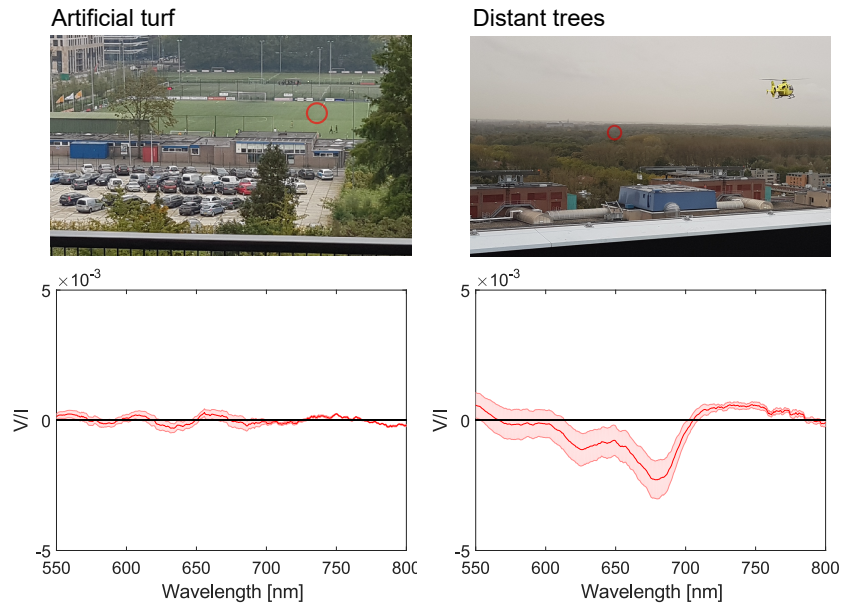 Artificial turf
Distant trees
×10⁻³
5
0
-5
V/I
550 600 650 700 750 800
Wavelength [nm]
×10⁻³
5
0
-5
V/I
550 600 650 700 750 800
Wavelength [nm]